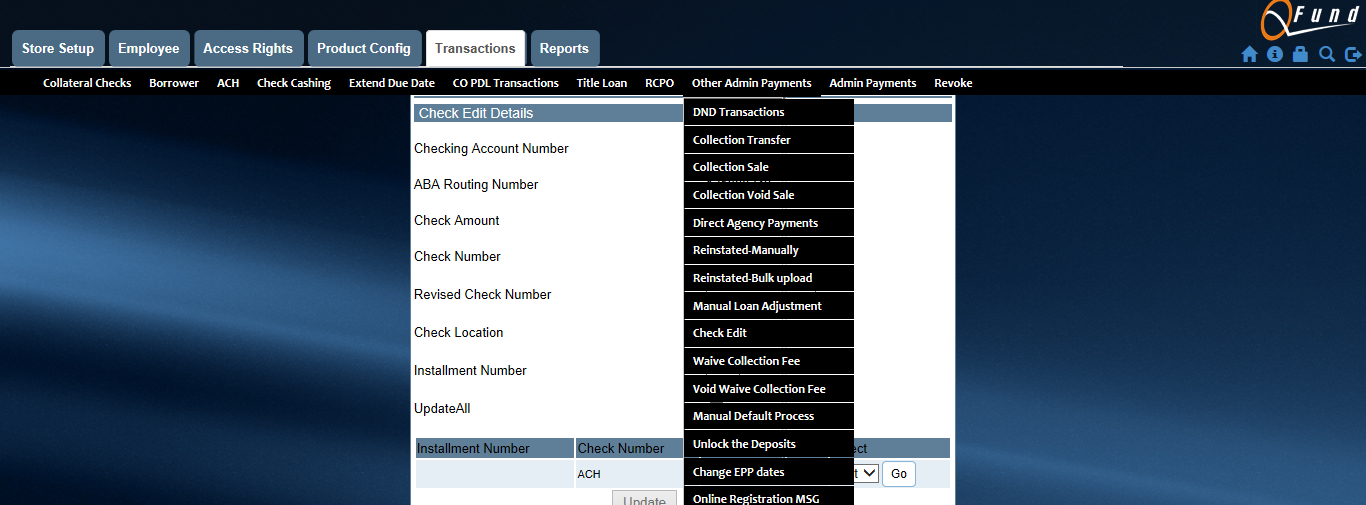 QFund
Store Setup Employee Access Rights Product Config Transactions Reports
Collateral Checks Borrower ACH Check Cashing Extend Due Date CO PDL Transactions Title Loan RCPO Other Admin Payments Admin Payments Revoke
Check Edit Details
Checking Account Number
ABA Routing Number
Check Amount
Check Number
Revised Check Number
Check Location
Installment Number
UpdateAll
DND Transactions
Collection Transfer
Collection Sale
Collection Void Sale
Direct Agency Payments
Reinstated-Manually
Reinstated-Bulk upload
Manual Loan Adjustment
Check Edit
Waive Collection Fee
Void Waive Collection Fee
Manual Default Process
Unlock the Deposits
Change EPP dates
Online Registration MSG
Installment Number Check Number ect
ACH t Go
Update